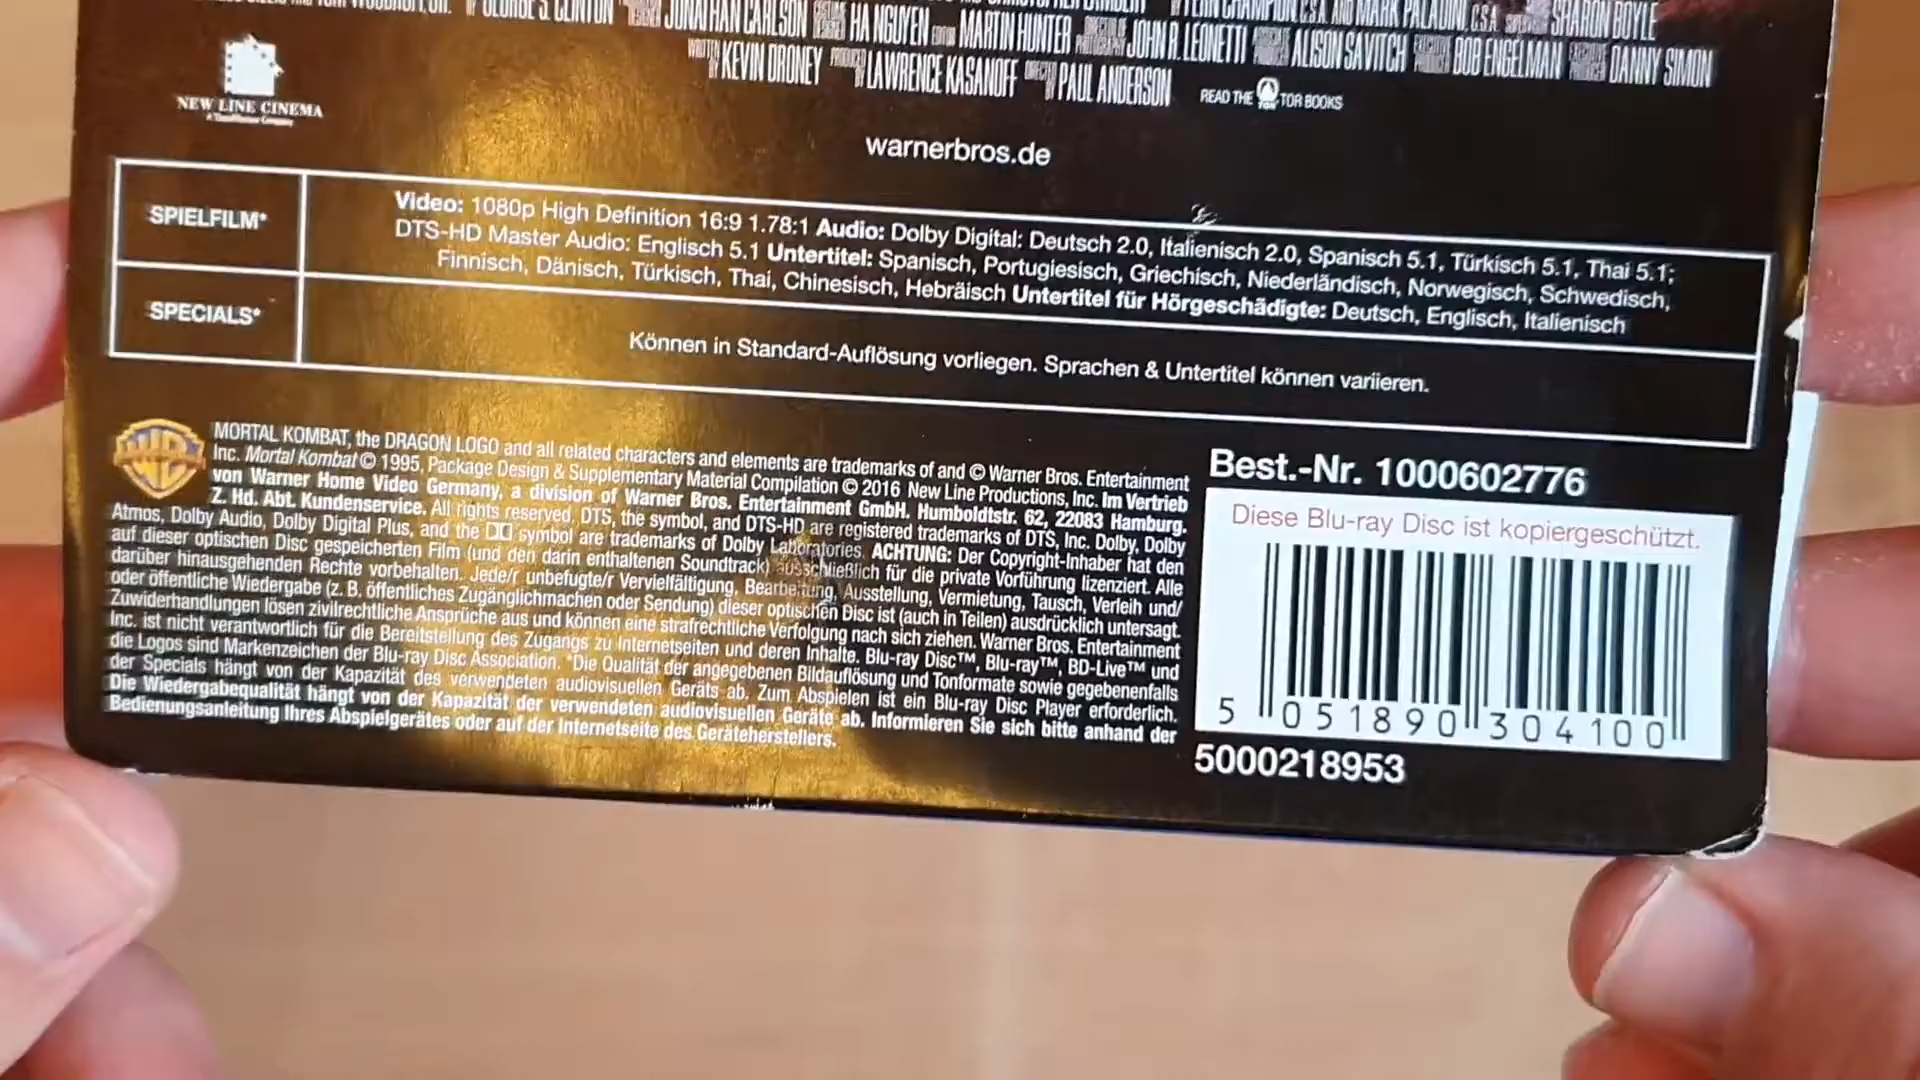 GEORGE S. CLINTON JONATHAN CARLSON HA NGUYEN MARTIN HUNTER JOHN R. LEONETTI ALISON SAVITCH BOB ENGELMAN DANNY SIMON
MARK PALADINI C.S.A. SHARON BOYLE
KEVIN DRONEY LAWRENCE KASANOFF PAUL ANDERSON READ THE TOR BOOKS
NEW LINE CINEMA
warnerbros.de
SPIELFILM*
Video: 1080p High Definition 16:9 1.78:1 Audio: Dolby Digital: Deutsch 2.0, Italienisch 2.0, Spanisch 5.1, Türkisch 5.1, Thai 5.1;
DTS-HD Master Audio: Englisch 5.1 Untertitel: Spanisch, Portugiesisch, Griechisch, Niederländisch, Norwegisch, Schwedisch,
Finnisch, Dänisch, Türkisch, Thai, Chinesisch, Hebräisch Untertitel für Hörgeschädigte: Deutsch, Englisch, Italienisch
SPECIALS*
Können in Standard-Auflösung vorliegen. Sprachen & Untertitel können variieren.
MORTAL KOMBAT, the DRAGON LOGO and all related characters and elements are trademarks of and © Warner Bros. Entertainment
Inc. Mortal Kombat © 1995, Package Design & Supplementary Material Compilation © 2016 New Line Productions, Inc. Im Vertrieb
von Warner Home Video Germany, a division of Warner Bros. Entertainment GmbH. Humboldtstr. 62, 22083 Hamburg.
Z. Hd. Abt. Kundenservice. All rights reserved. DTS, the symbol, and DTS-HD are registered trademarks of DTS, Inc. Dolby, Dolby
Atmos, Dolby Audio, Dolby Digital Plus, and the symbol are trademarks of Dolby Laboratories. ACHTUNG: Der Copyright-Inhaber hat den
auf dieser optischen Disc gespeicherten Film (und den darin enthaltenen Soundtrack) ausschließlich für die private Vorführung lizenziert. Alle
darüber hinausgehenden Rechte vorbehalten. Jede/r unbefugte/r Vervielfältigung, Bearbeitung, Ausstellung, Vermietung, Tausch, Verleih und/
oder öffentliche Wiedergabe (z. B. öffentliches Zugänglichmachen oder Sendung) dieser optischen Disc ist (auch in Teilen) ausdrücklich untersagt.
Zuwiderhandlungen lösen zivilrechtliche Ansprüche aus und können eine strafrechtliche Verfolgung nach sich ziehen. Warner Bros. Entertainment
Inc. ist nicht verantwortlich für die Bereitstellung des Zugangs zu Internetseiten und deren Inhalte. Blu-ray Disc™, Blu-ray™, BD-Live™ und
die Logos sind Markenzeichen der Blu-ray Disc Association. *Die Qualität der angegebenen Bildauflösung und Tonformate sowie gegebenenfalls
der Specials hängt von der Kapazität des verwendeten audiovisuellen Geräts ab. Zum Abspielen ist ein Blu-ray Disc Player erforderlich.
Die Wiedergabequalität hängt von der Kapazität der verwendeten audiovisuellen Geräte ab. Informieren Sie sich bitte anhand der
Bedienungsanleitung Ihres Abspielgerätes oder auf der Internetseite des Geräteherstellers.
Best.-Nr. 1000602776
Diese Blu-ray Disc ist kopiergeschützt.
5 051890 304100
5000218953